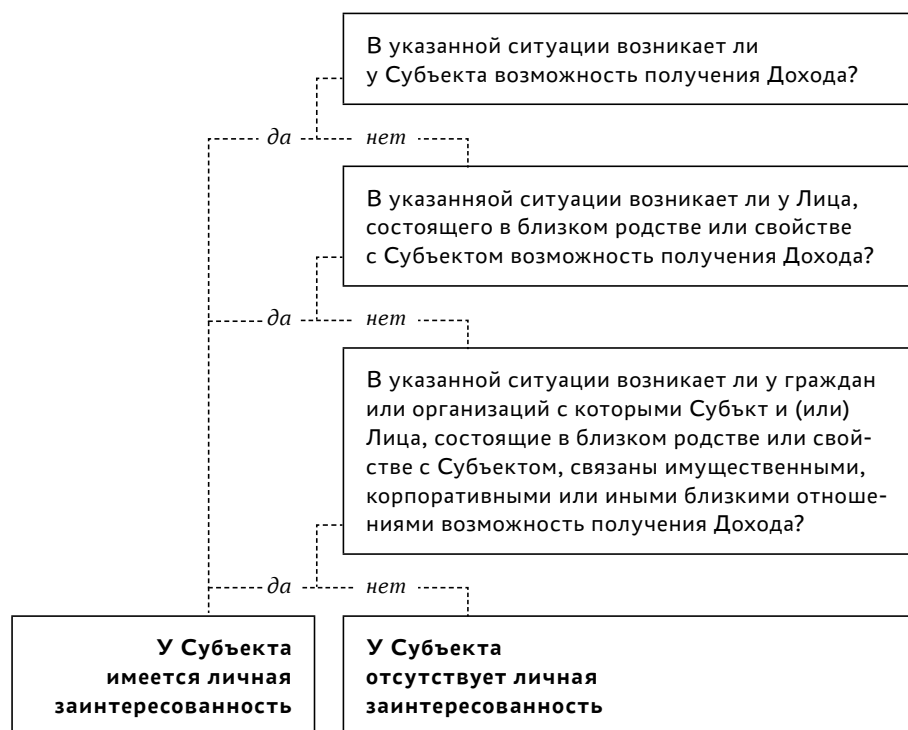 В указанной ситуации возникает ли
у Субъекта возможность получения Дохода?
да
нет
В указанняой ситуации возникает ли у Лица,
состоящего в близком родстве или свойстве
с Субъектом возможность получения Дохода?
да
нет
В указанной ситуации возникает ли у граждан
или организаций с которыми Субъкт и (или)
Лица, состоящие в близком родстве или свой-
стве с Субъектом, связаны имущественными,
корпоративными или иными близкими отноше-
ниями возможность получения Дохода?
да
нет
У Субъекта
имеется личная
заинтересованность
У Субъекта
отсутствует личная
заинтересованность